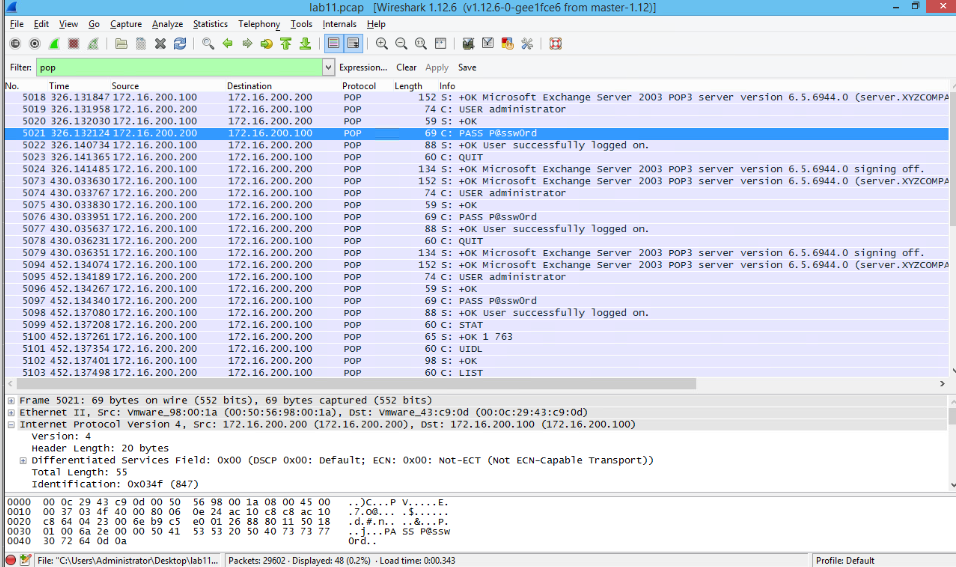 lab11.pcap [Wireshark 1.12.6 (v1.12.6-0-gee1fce6 from master-1.12)]
File Edit View Go Capture Analyze Statistics Telephony Tools Internals Help
Filter: pop Expression... Clear Apply Save
No. Time Source Destination Protocol Length Info
5018 326.131847 172.16.200.100 172.16.200.200 POP 152 S: +OK Microsoft Exchange Server 2003 POP3 server version 6.5.6944.0 (server.XYZCOMPA
5019 326.131958 172.16.200.200 172.16.200.100 POP 74 C: USER administrator
5020 326.132030 172.16.200.100 172.16.200.200 POP 59 S: +OK
5021 326.132124 172.16.200.200 172.16.200.100 POP 69 C: PASS P@ssw0rd
5022 326.140734 172.16.200.100 172.16.200.200 POP 88 S: +OK User successfully logged on.
5023 326.141365 172.16.200.200 172.16.200.100 POP 60 C: QUIT
5024 326.141485 172.16.200.100 172.16.200.200 POP 134 S: +OK Microsoft Exchange Server 2003 POP3 server version 6.5.6944.0 signing off.
5073 430.033630 172.16.200.100 172.16.200.200 POP 152 S: +OK Microsoft Exchange Server 2003 POP3 server version 6.5.6944.0 (server.XYZCOMPA
5074 430.033767 172.16.200.200 172.16.200.100 POP 74 C: USER administrator
5075 430.033830 172.16.200.100 172.16.200.200 POP 59 S: +OK
5076 430.033951 172.16.200.200 172.16.200.100 POP 69 C: PASS P@ssw0rd
5077 430.035637 172.16.200.100 172.16.200.200 POP 88 S: +OK User successfully logged on.
5078 430.036231 172.16.200.200 172.16.200.100 POP 60 C: QUIT
5079 430.036351 172.16.200.100 172.16.200.200 POP 134 S: +OK Microsoft Exchange Server 2003 POP3 server version 6.5.6944.0 signing off.
5094 452.134074 172.16.200.100 172.16.200.200 POP 152 S: +OK Microsoft Exchange Server 2003 POP3 server version 6.5.6944.0 (server.XYZCOMPA
5095 452.134189 172.16.200.200 172.16.200.100 POP 74 C: USER administrator
5096 452.134267 172.16.200.100 172.16.200.200 POP 59 S: +OK
5097 452.134340 172.16.200.200 172.16.200.100 POP 69 C: PASS P@ssw0rd
5098 452.137080 172.16.200.100 172.16.200.200 POP 88 S: +OK User successfully logged on.
5099 452.137208 172.16.200.200 172.16.200.100 POP 60 C: STAT
5100 452.137261 172.16.200.100 172.16.200.200 POP 65 S: +OK 1 763
5101 452.137354 172.16.200.200 172.16.200.100 POP 60 C: UIDL
5102 452.137401 172.16.200.100 172.16.200.200 POP 98 S: +OK
5103 452.137498 172.16.200.200 172.16.200.100 POP 60 C: LIST
Frame 5021: 69 bytes on wire (552 bits), 69 bytes captured (552 bits)
Ethernet II, Src: Vmware_98:00:1a (00:50:56:98:00:1a), Dst: Vmware_43:c9:0d (00:0c:29:43:c9:0d)
Internet Protocol Version 4, Src: 172.16.200.200 (172.16.200.200), Dst: 172.16.200.100 (172.16.200.100)
Version: 4
Header Length: 20 bytes
Differentiated Services Field: 0x00 (DSCP 0x00: Default; ECN: 0x00: Not-ECT (Not ECN-Capable Transport))
Total Length: 55
Identification: 0x034f (847)
0000 00 0c 29 43 c9 0d 00 50 56 98 00 1a 08 00 45 00 ..)C...P V.....E.
0010 00 37 03 4f 40 00 80 06 0e 24 ac 10 c8 c8 ac 10 .7.O@... .$......
0020 c8 64 04 23 00 6e b9 c5 e0 01 26 88 80 11 50 18 .d.#.n.. ..&...P.
0030 01 00 6a 2e 00 00 50 41 53 53 20 50 40 73 73 77 ..j...PA SS P@ssw
0040 30 72 64 0d 0a 0rd..
File: "C:\Users\Administrator\Desktop\lab11... Packets: 29602 · Displayed: 48 (0.2%) · Load time: 0:00.343 Profile: Default